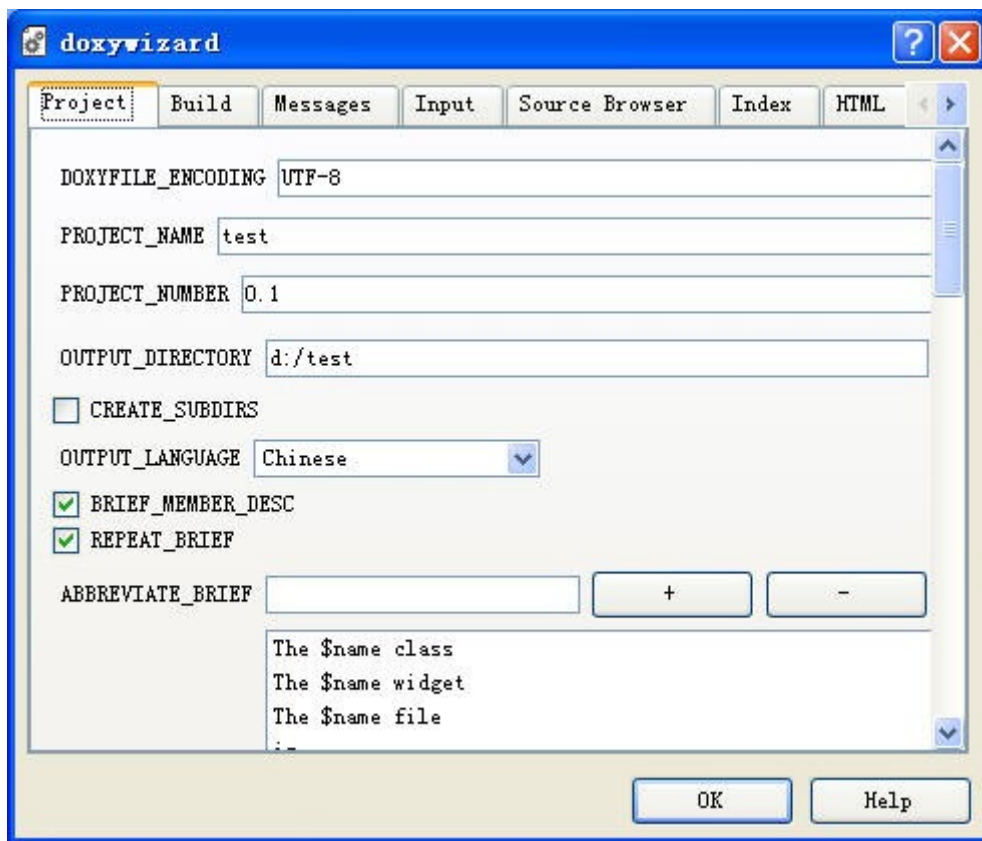 doxywizard
Project Build Messages Input Source Browser Index HTML
DOXYFILE_ENCODING UTF-8
PROJECT_NAME test
PROJECT_NUMBER 0.1
OUTPUT_DIRECTORY d:/test
CREATE_SUBDIRS
OUTPUT_LANGUAGE Chinese
BRIEF_MEMBER_DESC
REPEAT_BRIEF
ABBREVIATE_BRIEF + -
The $name class
The $name widget
The $name file
OK Help